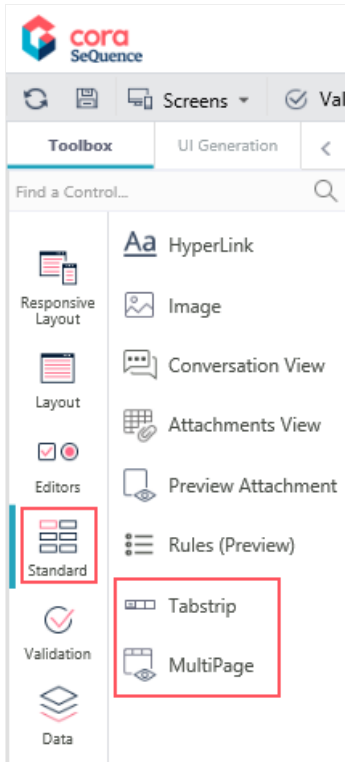 cora
SeQuence
Screens
Toolbox
UI Generation
Find a Control...
Responsive
Layout
Layout
Editors
Standard
Validation
Data
Aa HyperLink
Image
Conversation View
Attachments View
Preview Attachment
Rules (Preview)
Tabstrip
MultiPage